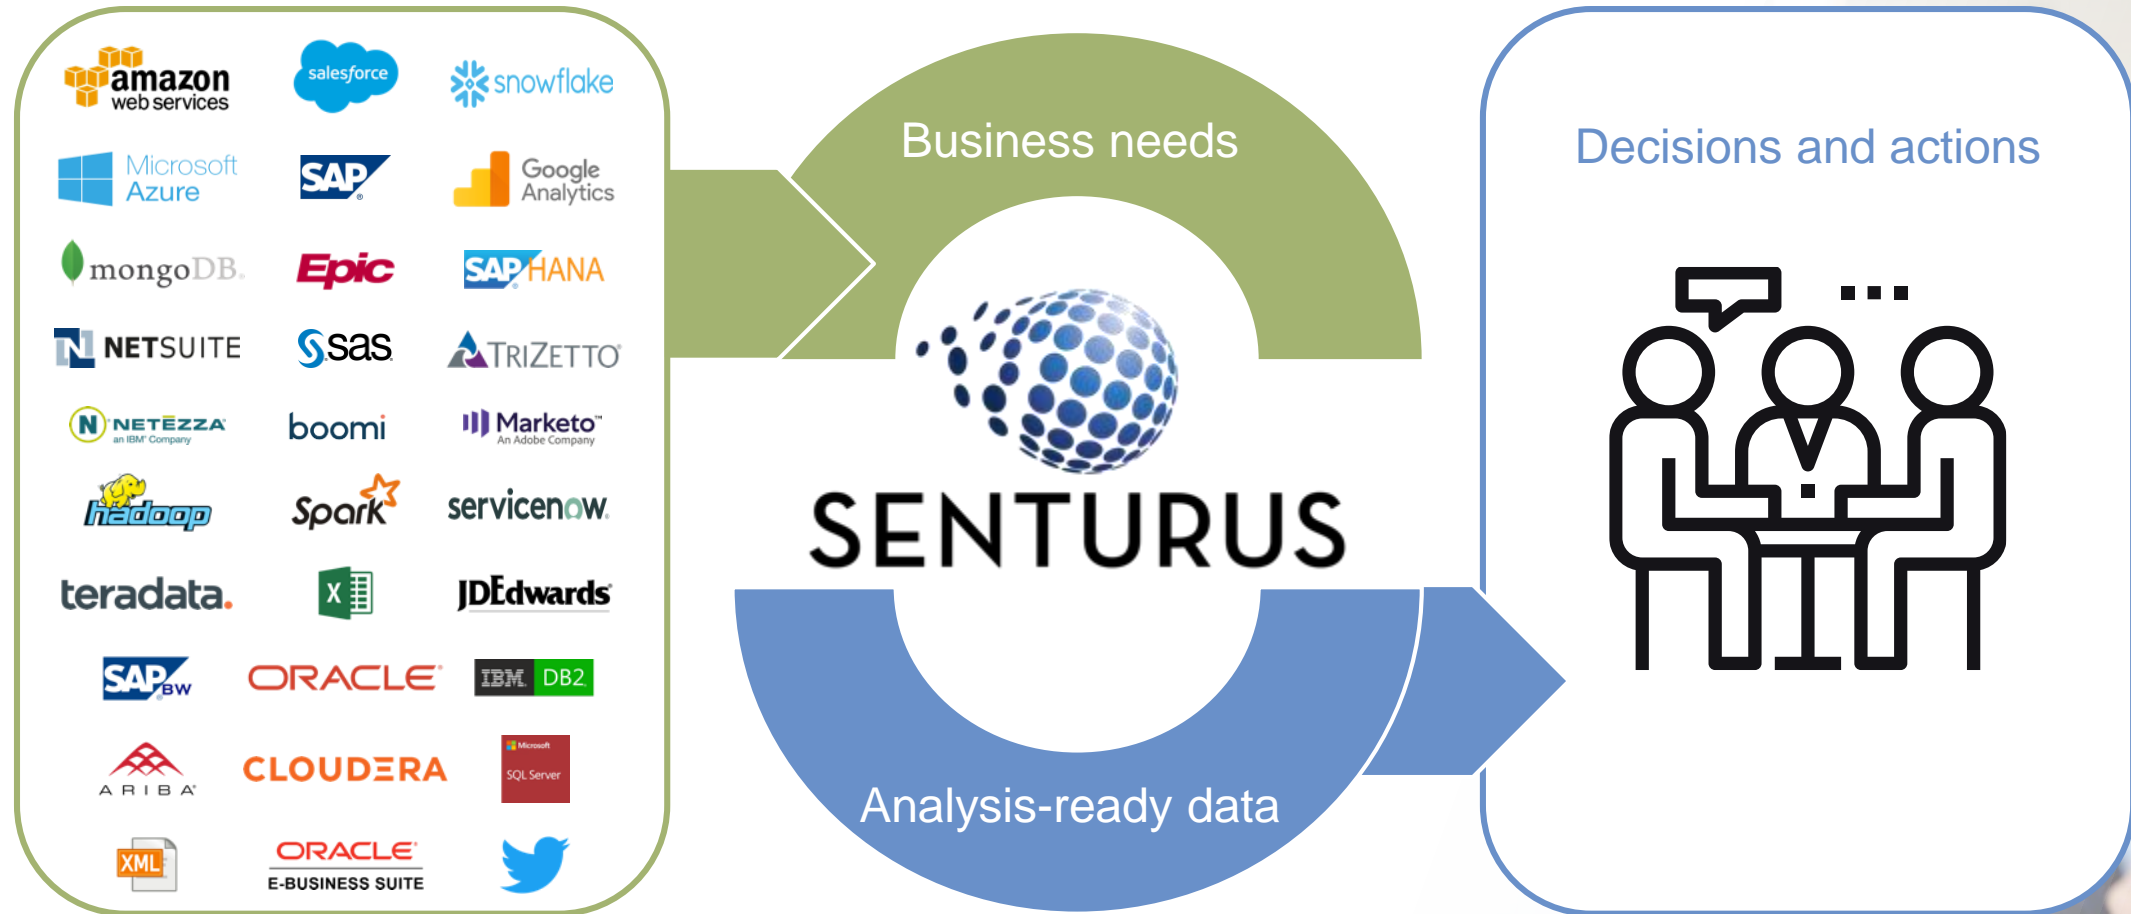 amazon
web services
salesforce
snowflake
Microsoft
Azure
SAP®
Google
Analytics
mongoDB®
Epic
SAP® HANA
N NETSUITE
S.sas
TRIZETTO®
N NETĒZZA®
an IBM® Company
boomi
Marketo™
An Adobe Company
hadoop
Spark
servicenow®
teradata.
X
JDEdwards®
SAP® BW
ORACLE®
IBM® DB2®
ARIBA®
CLOUDERA
Microsoft
SQL Server
XML
ORACLE®
E-BUSINESS SUITE
Business needs
SENTURUS
Analysis-ready data
Decisions and actions